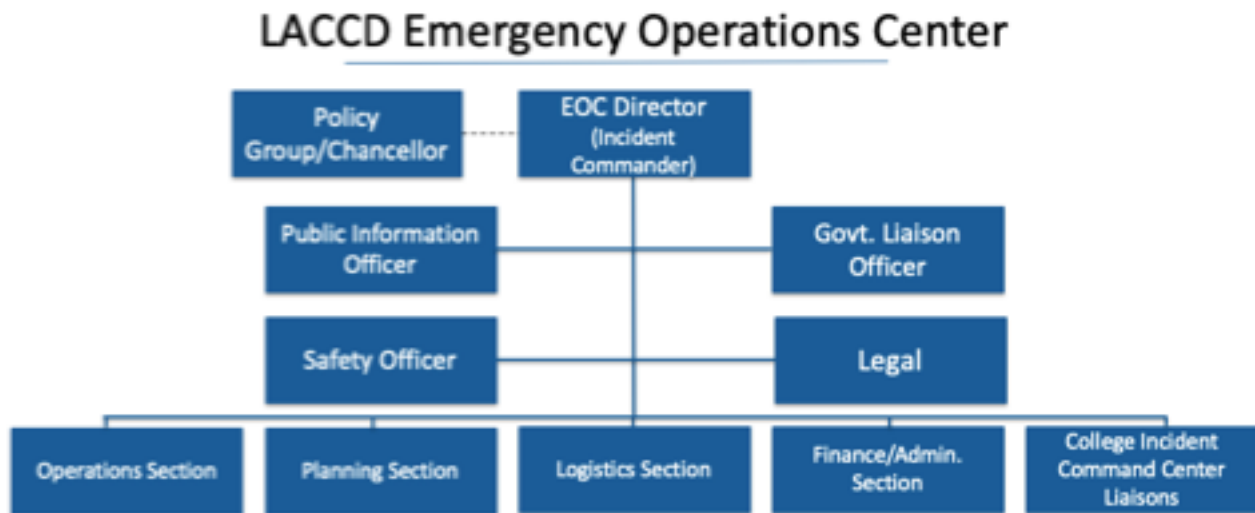 LACCD Emergency Operations Center
Policy
Group/Chancellor
EOC Director
(Incident
Commander)
Public Information
Officer
Govt. Liaison
Officer
Safety Officer
Legal
Operations Section
Planning Section
Logistics Section
Finance/Admin.
Section
College Incident
Command Center
Liaisons